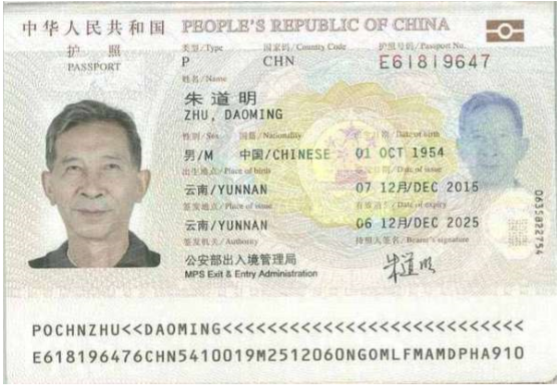 中华人民共和国 PEOPLE'S REPUBLIC OF CHINA
护照
PASSPORT
类型/Type 国家码/Country Code 护照号码/Passport No.
P CHN E61819647
姓名/Name
朱道明
ZHU, DAOMING
性别/Sex 国籍/Nationality 出生日期/Date of birth
男/M 中国/CHINESE 01 OCT 1954
出生地点/Place of birth 签发日期/Date of issue
云南/YUNNAN 07 12月/DEC 2015
签发地点/Place of issue 有效期至/Date of expiry
云南/YUNNAN 06 12月/DEC 2025
签发机关/Authority 持照人签名/Bearer's signature
公安部出入境管理局
MPS Exit & Entry Administration
朱道明
0635822754
POCHNZHU<<DAOMING<<<<<<<<<<<<<<<<<<<<<<<<<<<
E618196476CHN5410019M2512060NGOMLFMAMDPHA910